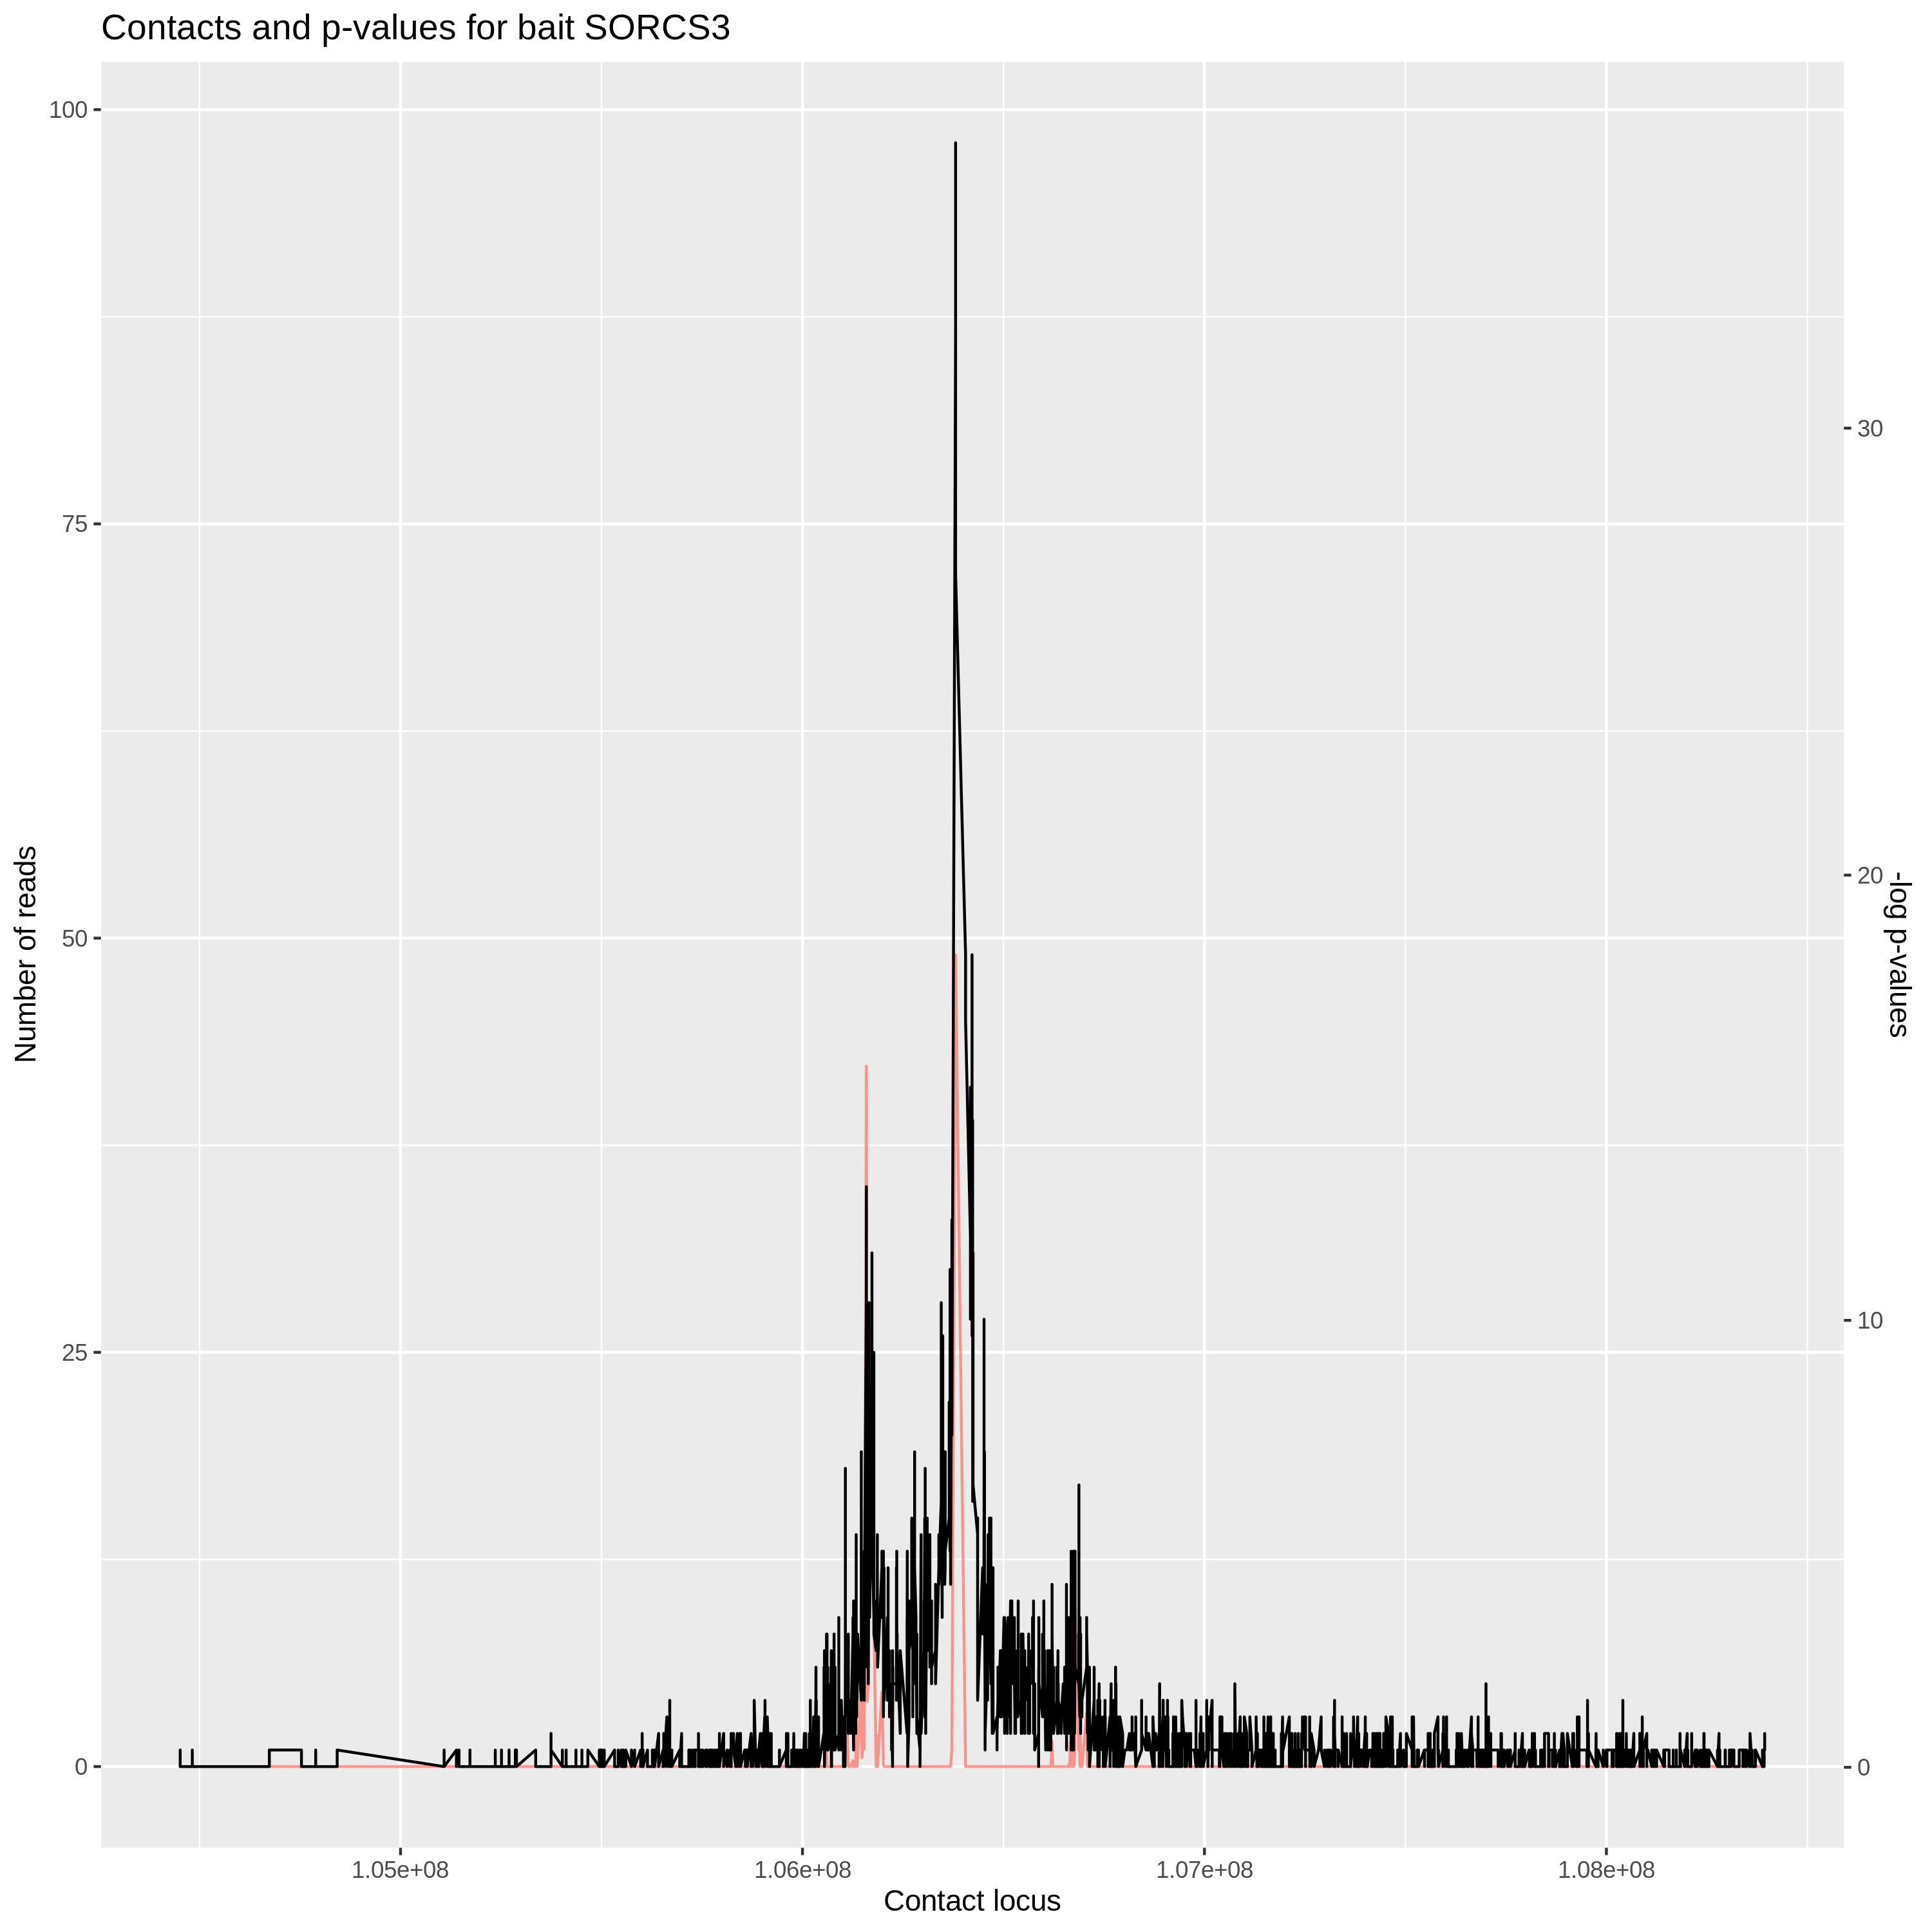 Contacts and p-values for bait SORCS3
100
75
50
25
0
Number of reads
30
20
10
0
-log p-values
1.05e+08
1.06e+08
1.07e+08
1.08e+08
Contact locus